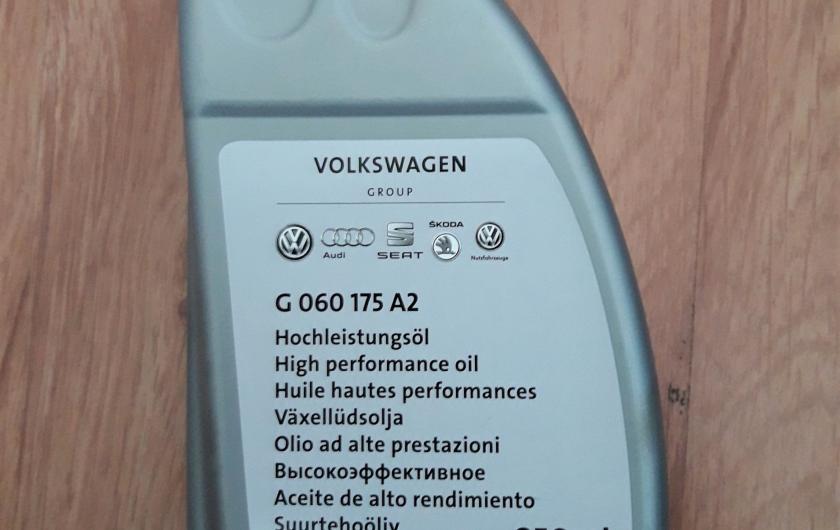 VOLKSWAGEN
GROUP
ŠKODA
Audi
SEAT
Nutzfahrzeuge
G 060 175 A2
Hochleistungsöl
High performance oil
Huile hautes performances
Växellüdsolja
Olio ad alte prestazioni
Высокоэффективное
Aceite de alto rendimiento
Suurtehoöljy